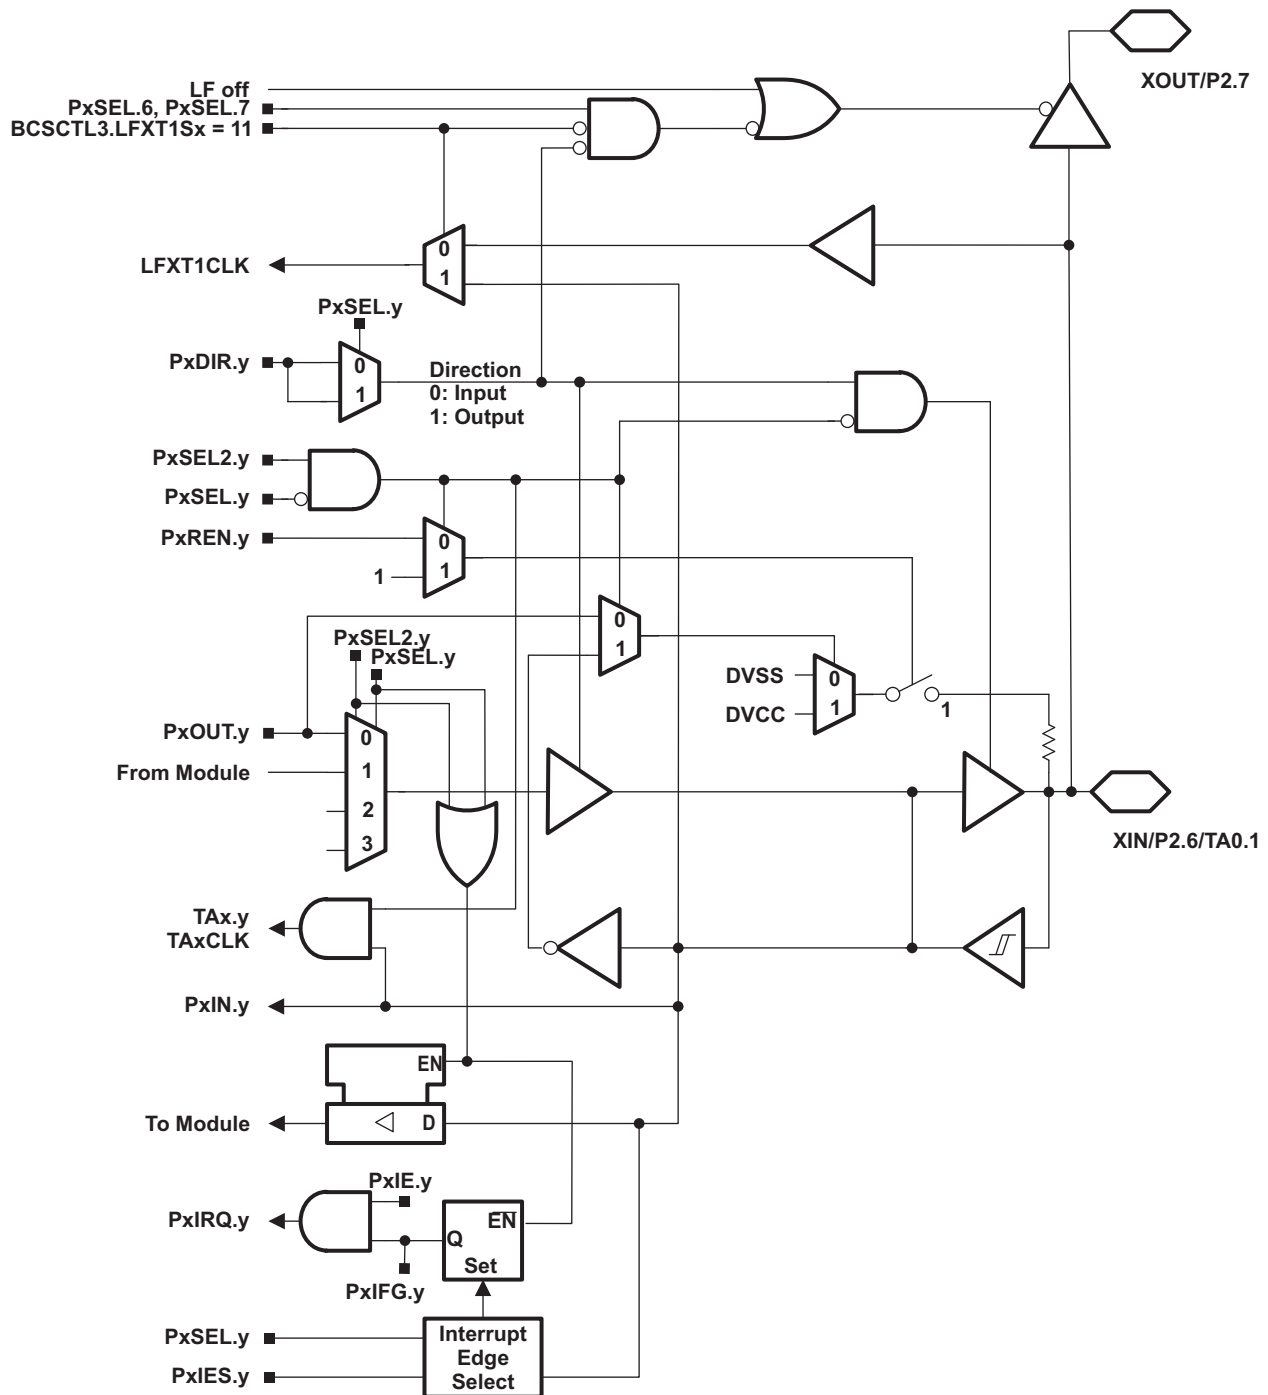 XOUT/P2.7
LF off
PxSEL.6, PxSEL.7
BCSCTL3.LFXT1Sx = 11
0
1
LFXT1CLK
PxSEL.y
PxDIR.y
0
1
Direction
0: Input
1: Output
PxSEL2.y
PxSEL.y
PxREN.y
0
1
1
0
1
PxSEL2.y
PxSEL.y
DVSS
DVCC
0
1
1
PxOUT.y
From Module
0
1
2
3
XIN/P2.6/TA0.1
TAx.y
TAxCLK
PxIN.y
EN
To Module
D
PxIE.y
PxIRQ.y
EN
Q
Set
PxIFG.y
PxSEL.y
PxIES.y
Interrupt
Edge
Select